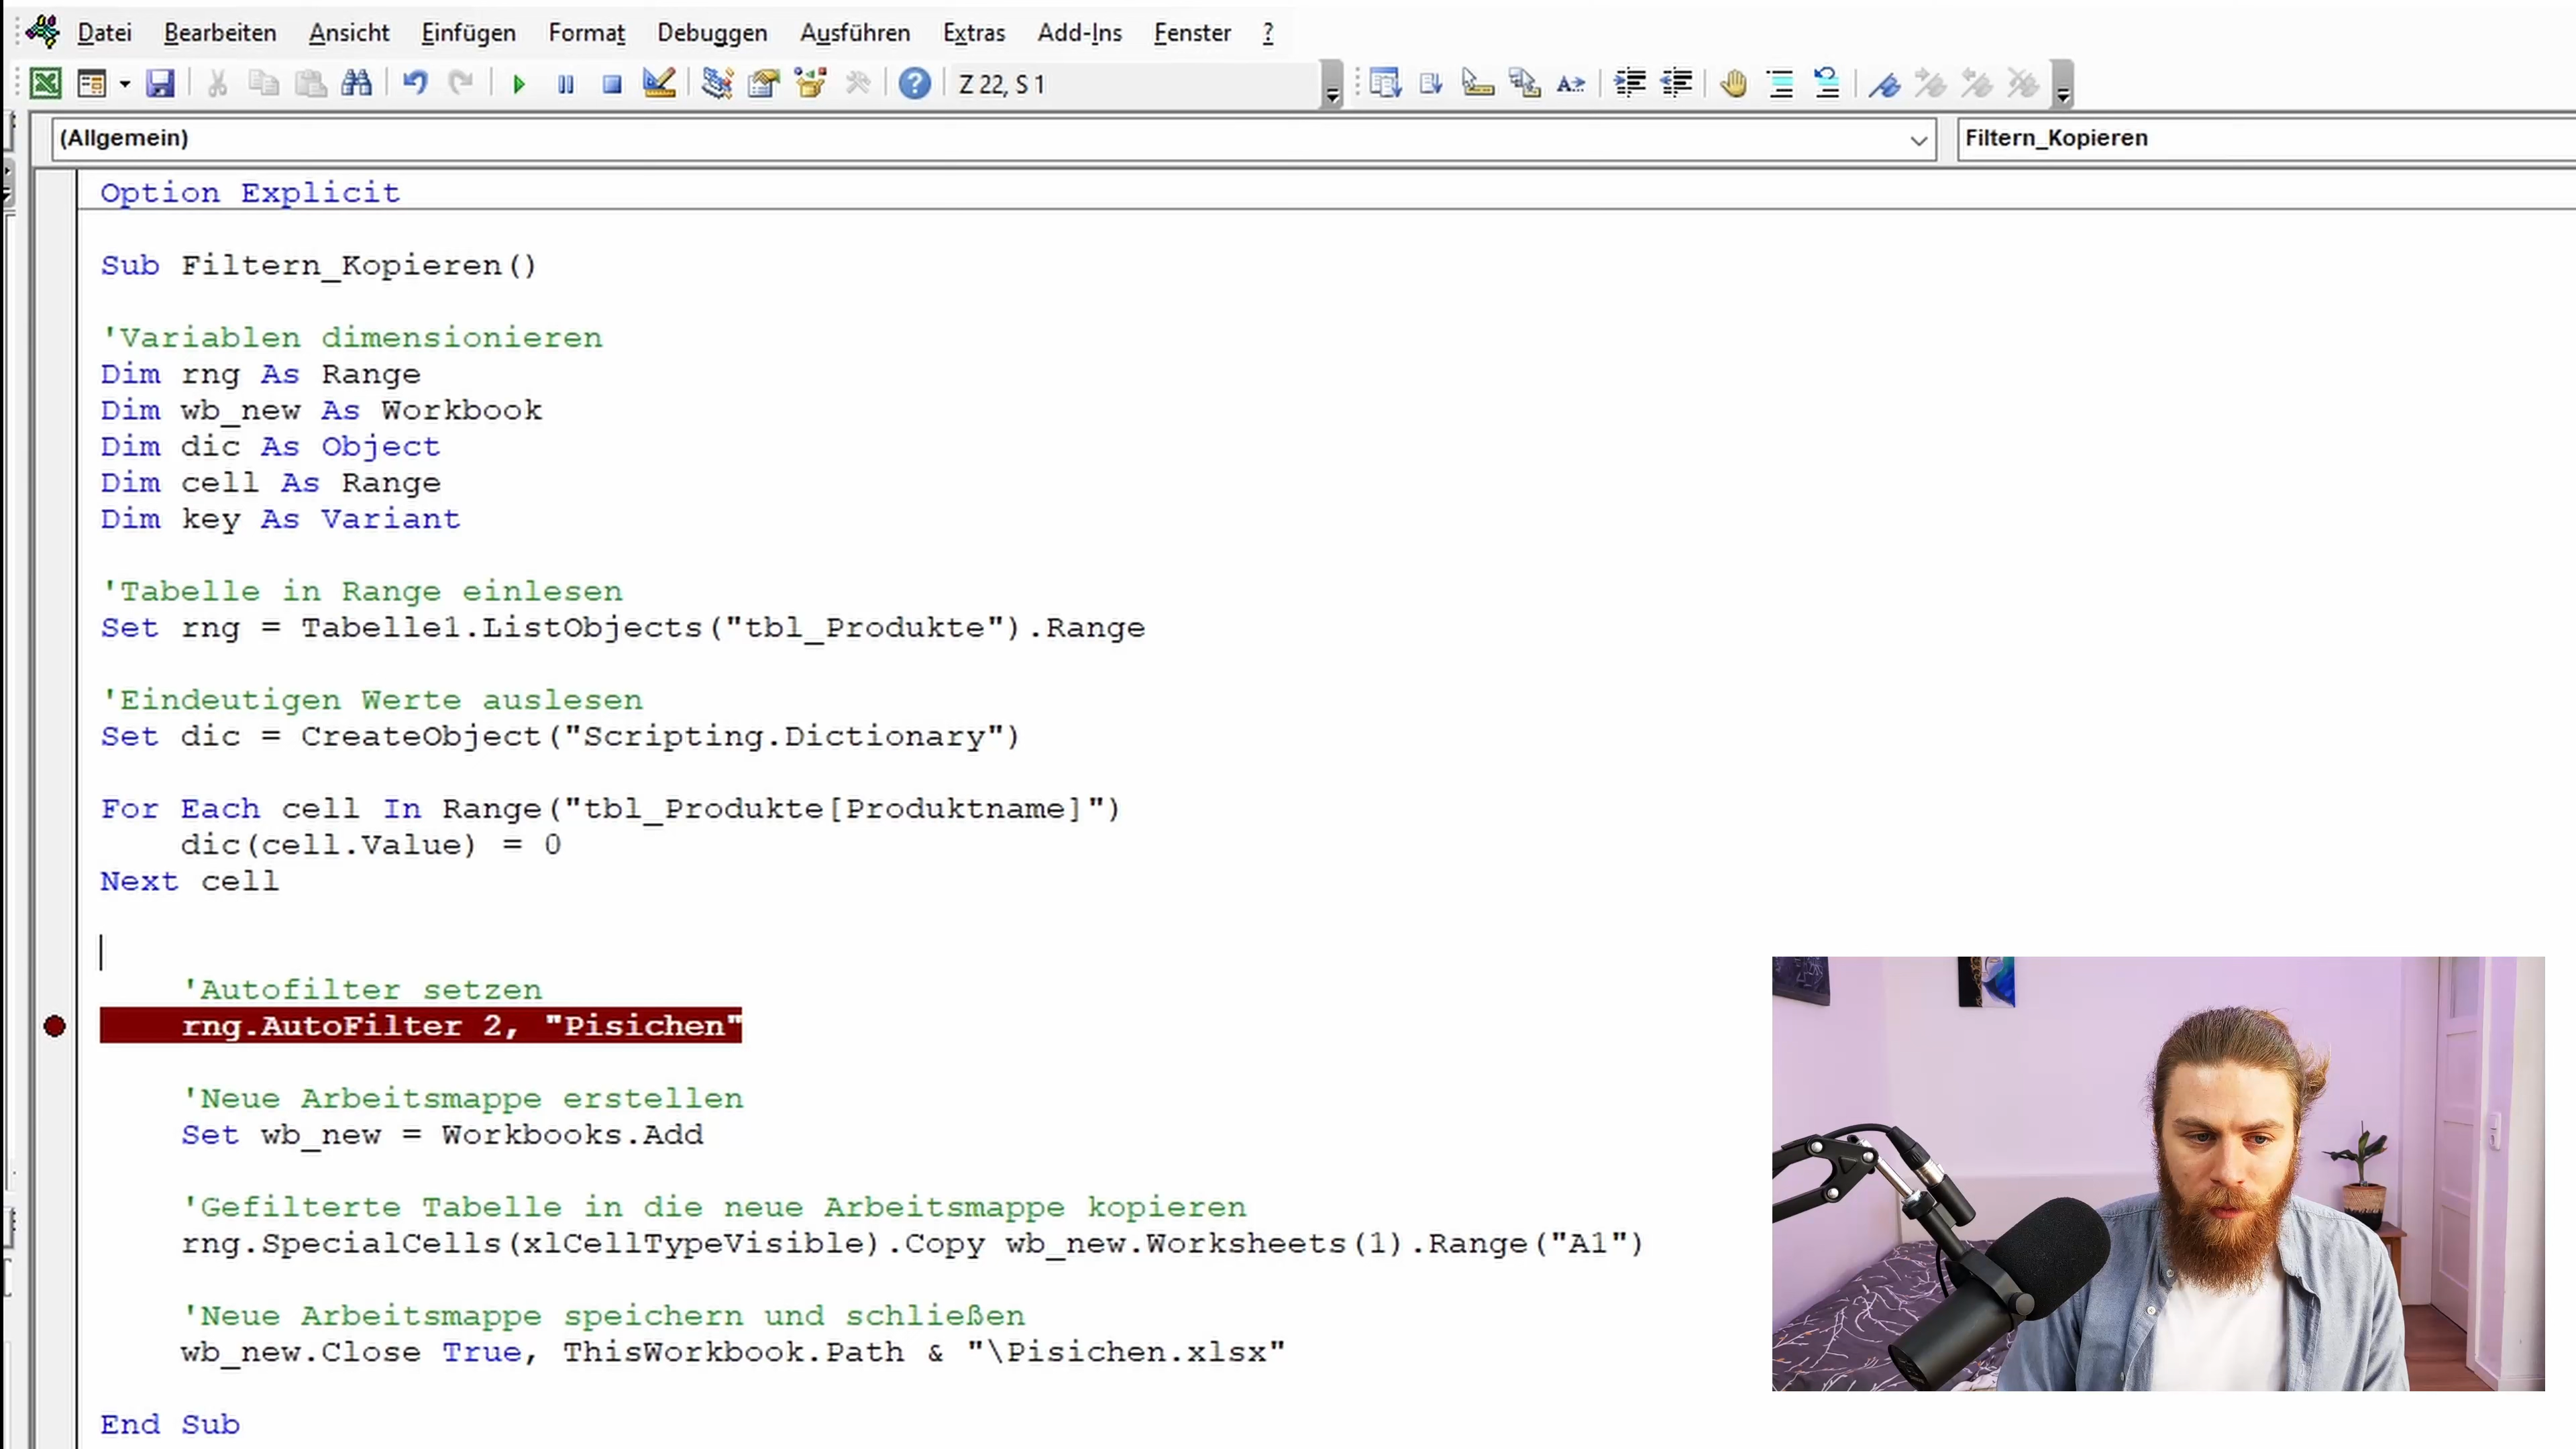 Datei Bearbeiten Ansicht Einfügen Format Debuggen Ausführen Extras Add-Ins Fenster ?
Z 22, S 1
(Allgemein) Filtern_Kopieren
Option Explicit
Sub Filtern_Kopieren()
'Variablen dimensionieren
Dim rng As Range
Dim wb_new As Workbook
Dim dic As Object
Dim cell As Range
Dim key As Variant
'Tabelle in Range einlesen
Set rng = Tabelle1.ListObjects("tbl_Produkte").Range
'Eindeutigen Werte auslesen
Set dic = CreateObject("Scripting.Dictionary")
For Each cell In Range("tbl_Produkte[Produktname]")
dic(cell.Value) = 0
Next cell
'Autofilter setzen
rng.AutoFilter 2, "Pisichen"
'Neue Arbeitsmappe erstellen
Set wb_new = Workbooks.Add
'Gefilterte Tabelle in die neue Arbeitsmappe kopieren
rng.SpecialCells(xlCellTypeVisible).Copy wb_new.Worksheets(1).Range("A1")
'Neue Arbeitsmappe speichern und schließen
wb_new.Close True, ThisWorkbook.Path & "\Pisichen.xlsx"
End Sub